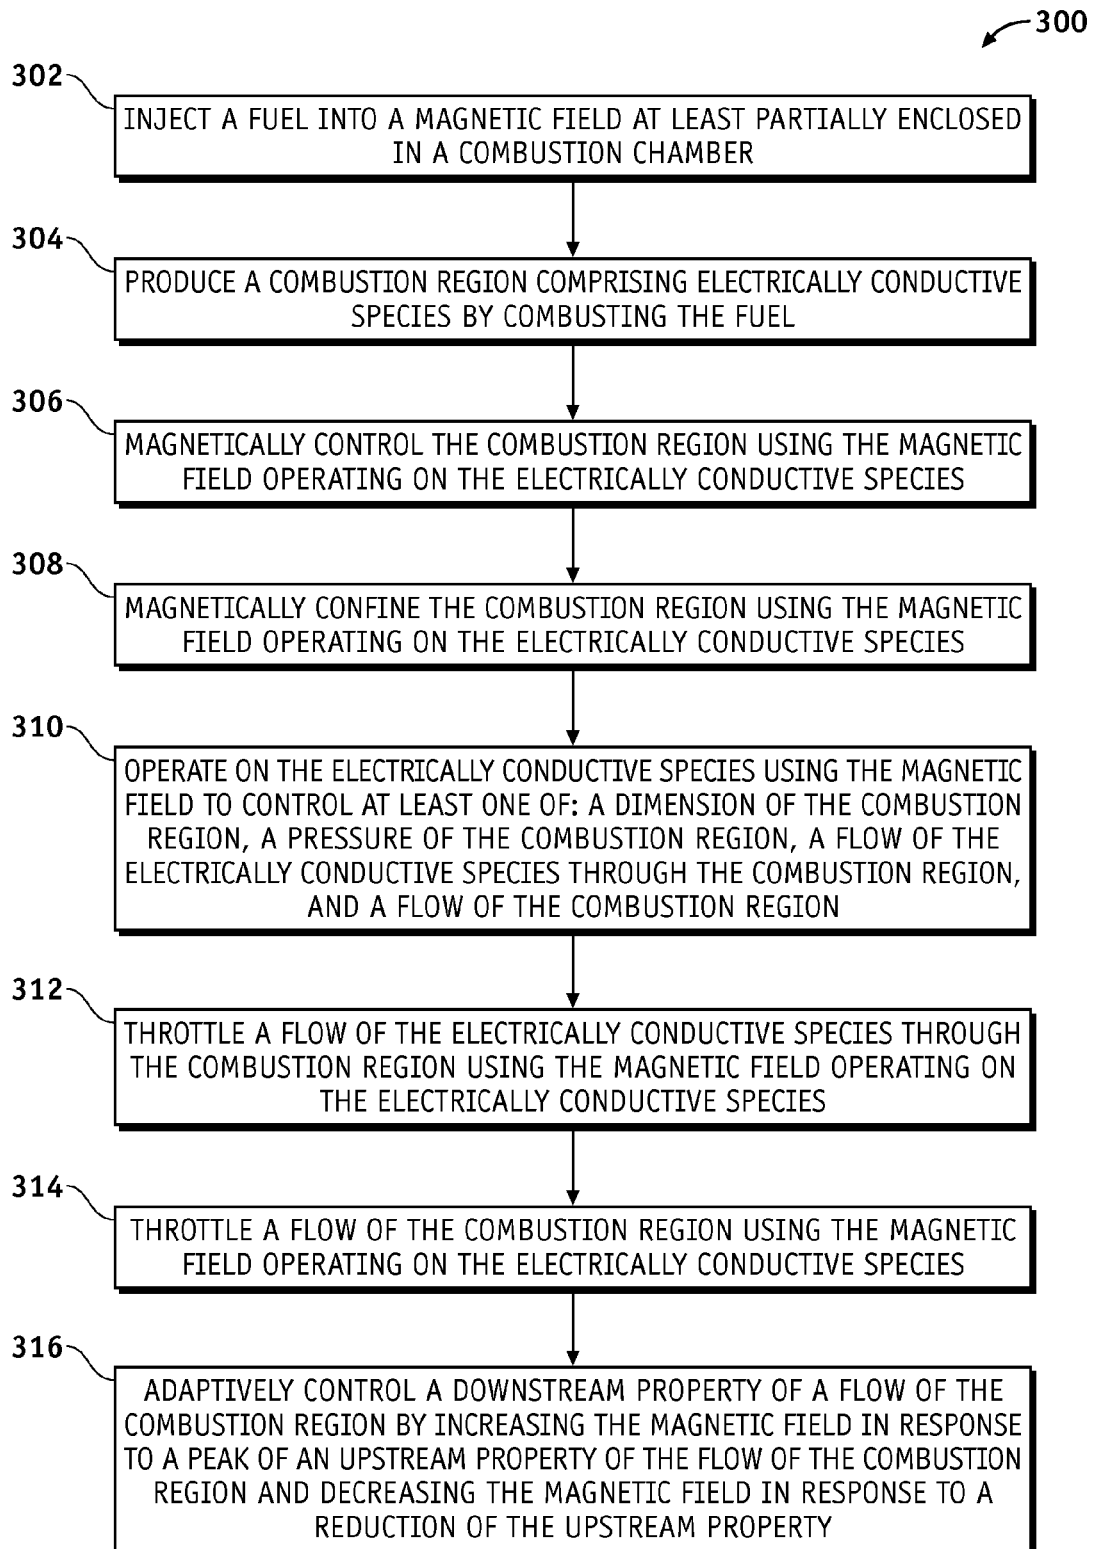 300
302
INJECT A FUEL INTO A MAGNETIC FIELD AT LEAST PARTIALLY ENCLOSED
IN A COMBUSTION CHAMBER
304
PRODUCE A COMBUSTION REGION COMPRISING ELECTRICALLY CONDUCTIVE
SPECIES BY COMBUSTING THE FUEL
306
MAGNETICALLY CONTROL THE COMBUSTION REGION USING THE MAGNETIC
FIELD OPERATING ON THE ELECTRICALLY CONDUCTIVE SPECIES
308
MAGNETICALLY CONFINE THE COMBUSTION REGION USING THE MAGNETIC
FIELD OPERATING ON THE ELECTRICALLY CONDUCTIVE SPECIES
310
OPERATE ON THE ELECTRICALLY CONDUCTIVE SPECIES USING THE MAGNETIC
FIELD TO CONTROL AT LEAST ONE OF: A DIMENSION OF THE COMBUSTION
REGION, A PRESSURE OF THE COMBUSTION REGION, A FLOW OF THE
ELECTRICALLY CONDUCTIVE SPECIES THROUGH THE COMBUSTION REGION,
AND A FLOW OF THE COMBUSTION REGION
312
THROTTLE A FLOW OF THE ELECTRICALLY CONDUCTIVE SPECIES THROUGH
THE COMBUSTION REGION USING THE MAGNETIC FIELD OPERATING ON
THE ELECTRICALLY CONDUCTIVE SPECIES
314
THROTTLE A FLOW OF THE COMBUSTION REGION USING THE MAGNETIC
FIELD OPERATING ON THE ELECTRICALLY CONDUCTIVE SPECIES
316
ADAPTIVELY CONTROL A DOWNSTREAM PROPERTY OF A FLOW OF THE
COMBUSTION REGION BY INCREASING THE MAGNETIC FIELD IN RESPONSE
TO A PEAK OF AN UPSTREAM PROPERTY OF THE FLOW OF THE COMBUSTION
REGION AND DECREASING THE MAGNETIC FIELD IN RESPONSE TO A
REDUCTION OF THE UPSTREAM PROPERTY